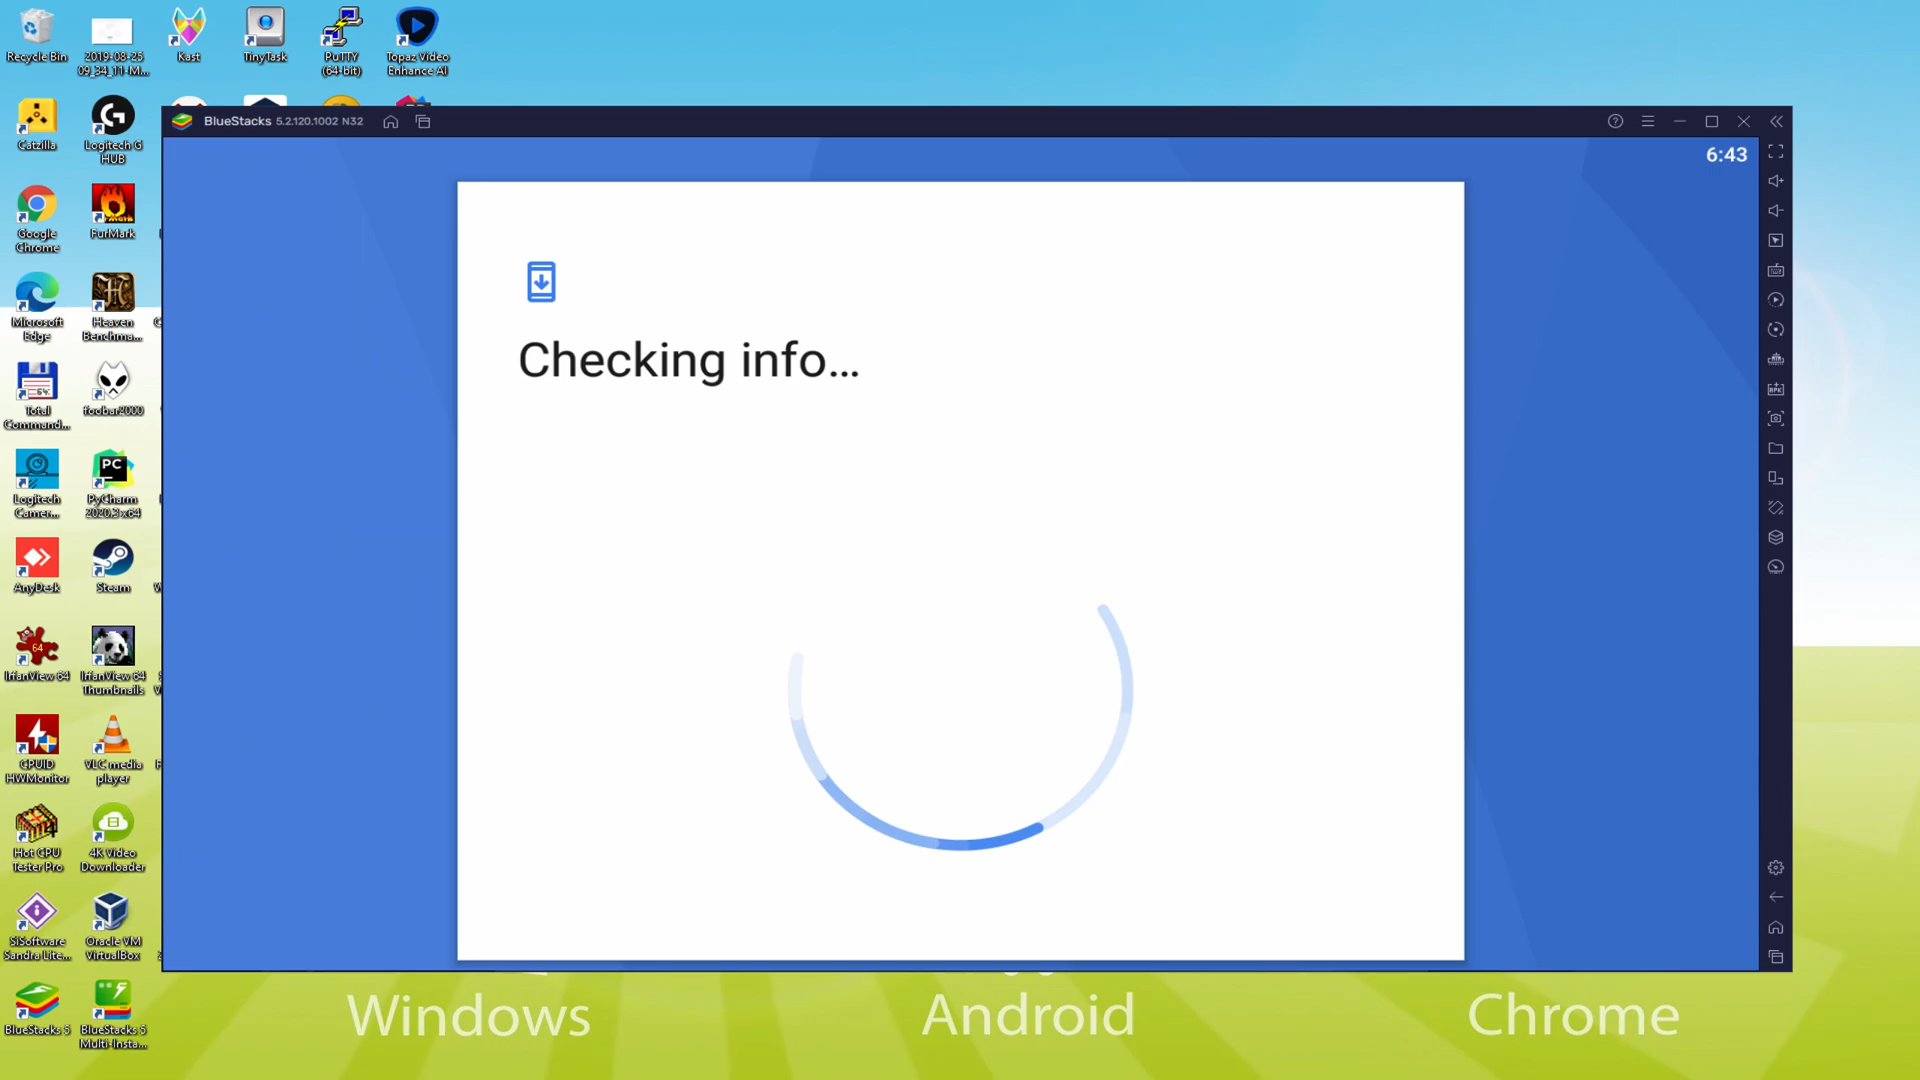 Recycle Bin
2019-08-25
09_34_11-M...
Kast
TinyTask
PuTTY
(64-bit)
Topaz Video
Enhance AI
Catzilla
Logitech G
HUB
BlueStacks 5.2.120.1002 N32
6:43
Google
Chrome
FurMark
Microsoft
Edge
Heaven
Benchma...
Checking info...
Total
Command...
foobar2000
Logitech
Camer...
PyCharm
2020.3 x64
AnyDesk
Steam
IrfanView 64
IrfanView 64
Thumbnails
CPUID
HWMonitor
VLC media
player
Hot CPU
Tester Pro
4K Video
Downloader
SiSoftware
Sandra Lite...
Oracle VM
VirtualBox
BlueStacks 5
BlueStacks 5
Multi-Insta...
Windows
Android
Chrome